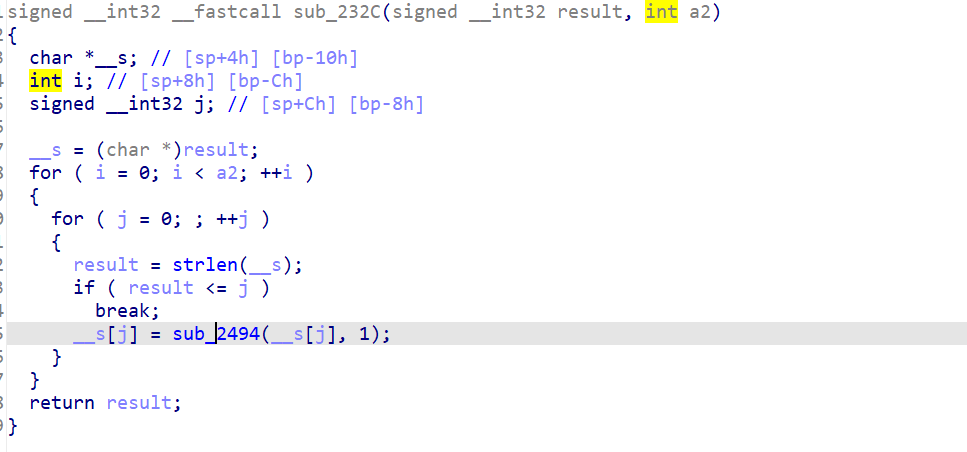 signed __int32 __fastcall sub_232C(signed __int32 result, int a2)
{
  char *__s; // [sp+4h] [bp-10h]
  int i; // [sp+8h] [bp-Ch]
  signed __int32 j; // [sp+Ch] [bp-8h]

  __s = (char *)result;
  for ( i = 0; i < a2; ++i )
  {
    for ( j = 0; ; ++j )
    {
      result = strlen(__s);
      if ( result <= j )
        break;
      __s[j] = sub_2494(__s[j], 1);
    }
  }
  return result;
}